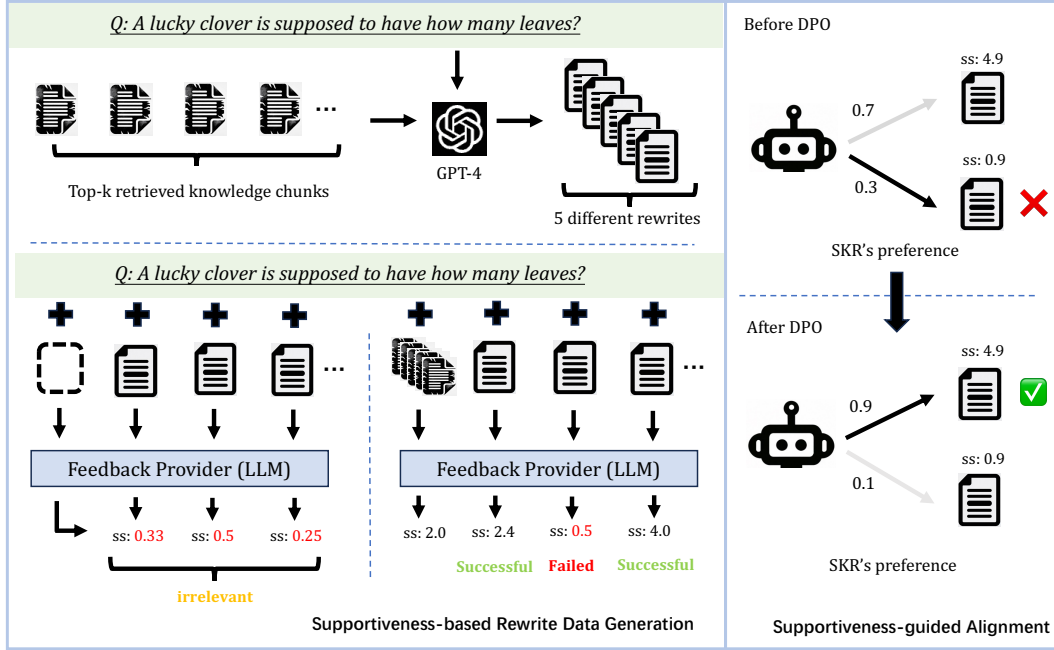 Q: A lucky clover is supposed to have how many leaves?
...
GPT-4
Top-k retrieved knowledge chunks
5 different rewrites
Q: A lucky clover is supposed to have how many leaves?
...
...
Feedback Provider (LLM)
Feedback Provider (LLM)
ss: 0.33
ss: 0.5
ss: 0.25
ss: 2.0
ss: 2.4
ss: 0.5
ss: 4.0
Successful
Failed
Successful
irrelevant
Supportiveness-based Rewrite Data Generation
Before DPO
ss: 4.9
0.7
ss: 0.9
0.3
SKR's preference
After DPO
ss: 4.9
0.9
ss: 0.9
0.1
SKR's preference
Supportiveness-guided Alignment